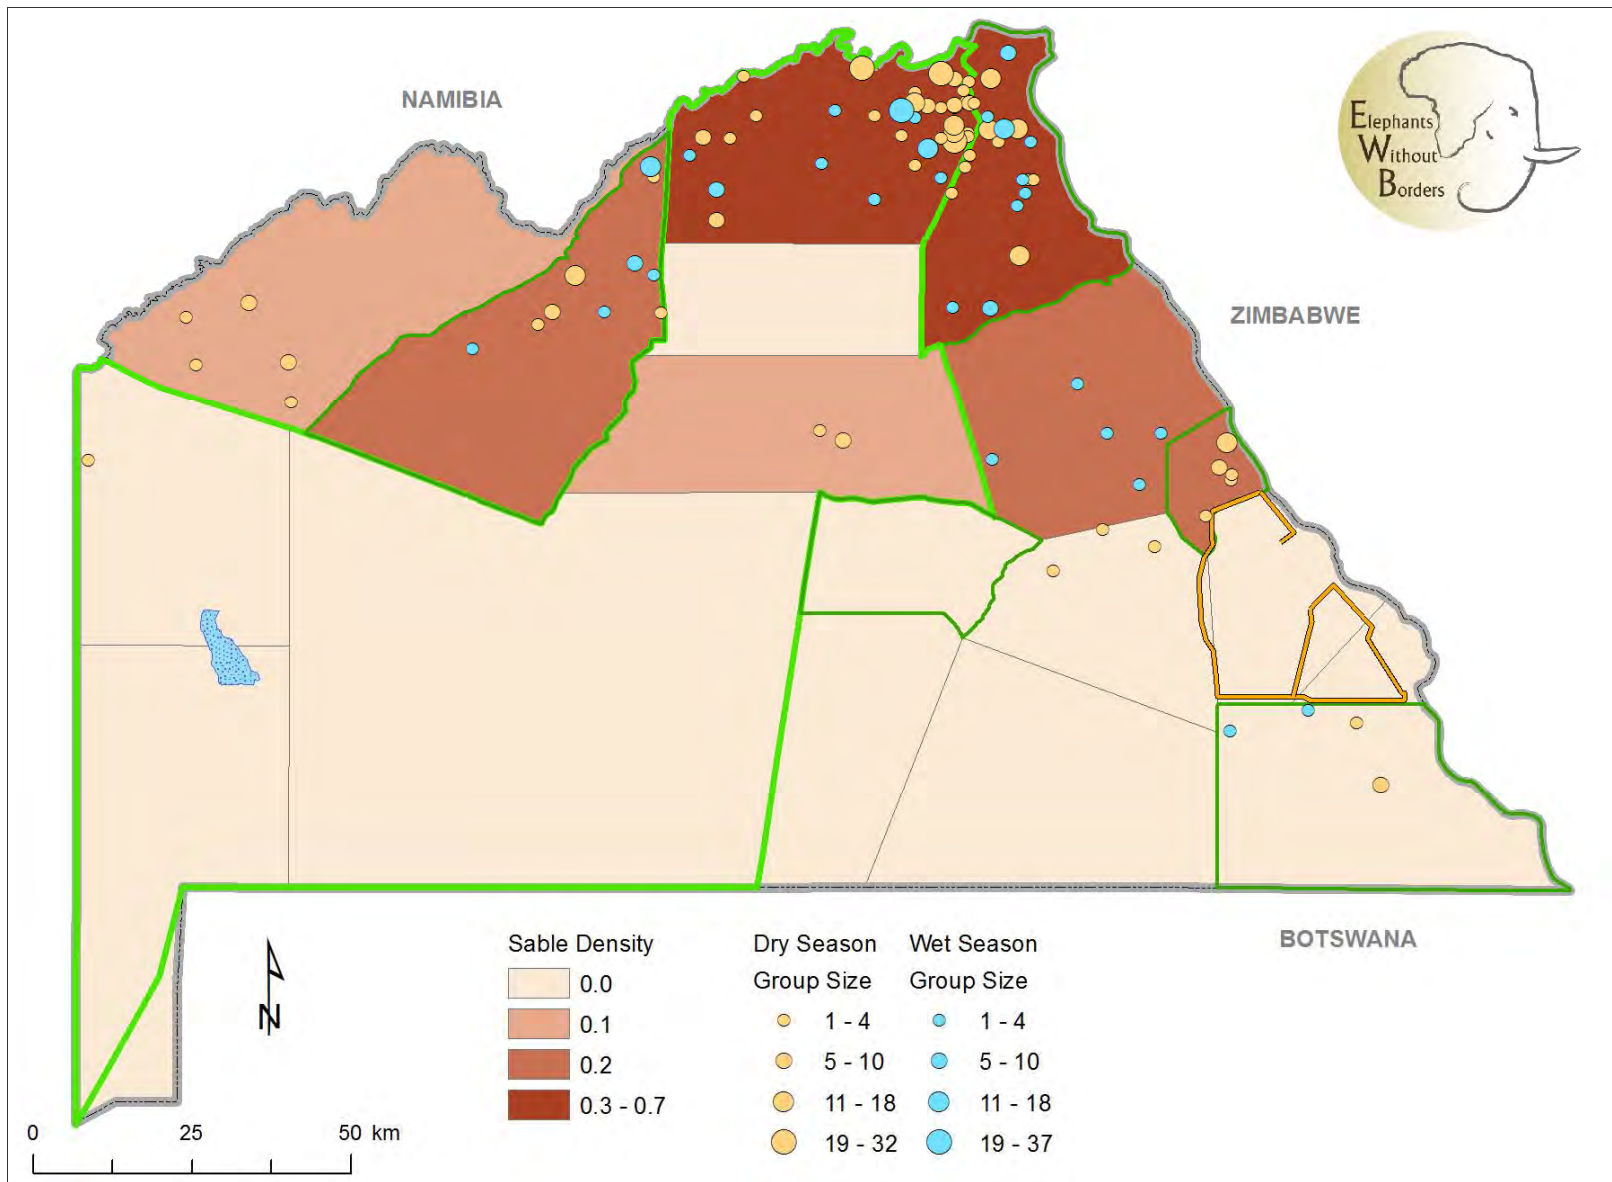 NAMIBIA
Elephants
Without
Borders
ZIMBABWE
BOTSWANA
N
0 25 50 km
Sable Density
0.0
0.1
0.2
0.3 - 0.7
Dry Season
Group Size
1 - 4
5 - 10
11 - 18
19 - 32
Wet Season
Group Size
1 - 4
5 - 10
11 - 18
19 - 37